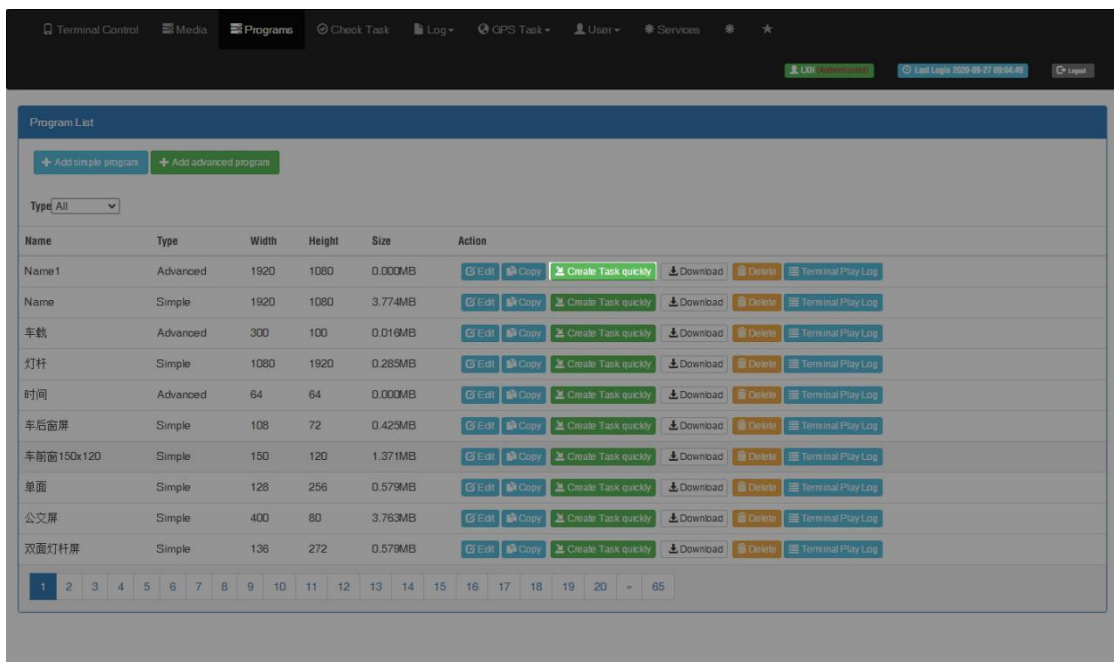 Terminal Control Media Programs Check Task Log GPS Task User Services
LXH (Authenticated) Last Login 2020-09-27 09:04:49 Logout
Program List
Add simple program Add advanced program
Type All
Name Type Width Height Size Action
Name1 Advanced 1920 1080 0.000MB Edit Copy Create Task quickly Download Delete Terminal Play Log
Name Simple 1920 1080 3.774MB Edit Copy Create Task quickly Download Delete Terminal Play Log
车载 Advanced 300 100 0.016MB Edit Copy Create Task quickly Download Delete Terminal Play Log
灯杆 Simple 1080 1920 0.285MB Edit Copy Create Task quickly Download Delete Terminal Play Log
时间 Advanced 64 64 0.000MB Edit Copy Create Task quickly Download Delete Terminal Play Log
车后窗屏 Simple 108 72 0.425MB Edit Copy Create Task quickly Download Delete Terminal Play Log
车前窗150x120 Simple 150 120 1.371MB Edit Copy Create Task quickly Download Delete Terminal Play Log
单面 Simple 128 256 0.579MB Edit Copy Create Task quickly Download Delete Terminal Play Log
公交屏 Simple 400 80 3.763MB Edit Copy Create Task quickly Download Delete Terminal Play Log
双面灯杆屏 Simple 136 272 0.579MB Edit Copy Create Task quickly Download Delete Terminal Play Log
1 2 3 4 5 6 7 8 9 10 11 12 13 14 15 16 17 18 19 20 - 65